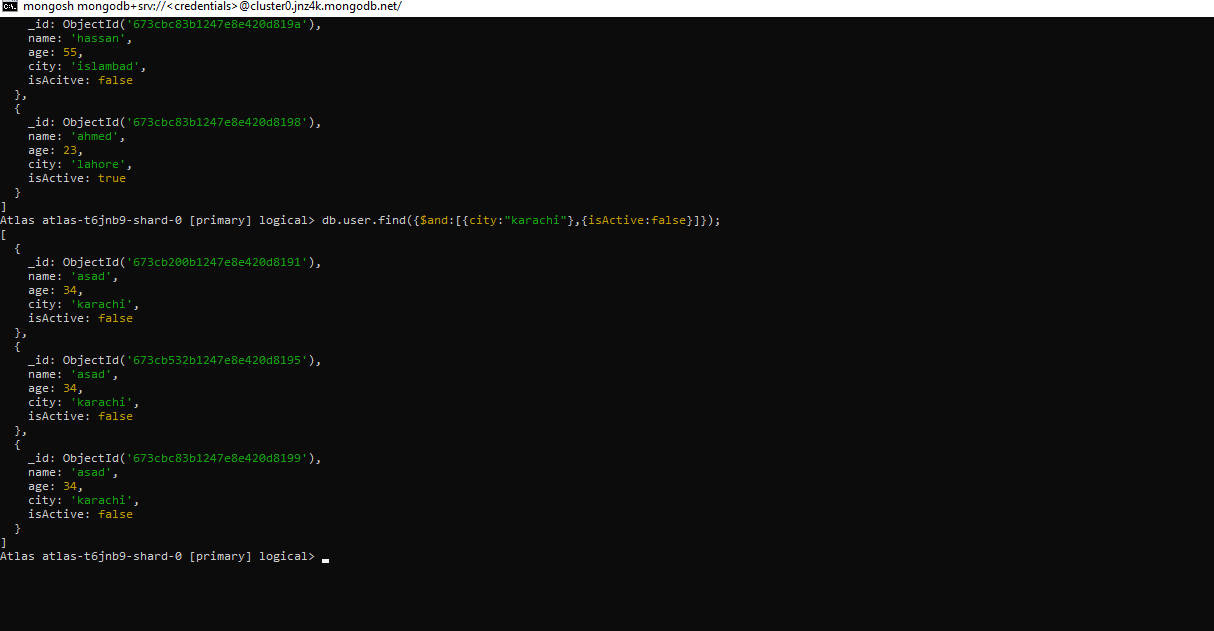 mongosh mongodb+srv://<credentials>@cluster0.jnz4k.mongodb.net/
    _id: ObjectId('673cbc83b1247e8e420d819a'),
    name: 'hassan',
    age: 55,
    city: 'islambad',
    isAcitve: false
  },
  {
    _id: ObjectId('673cbc83b1247e8e420d8198'),
    name: 'ahmed',
    age: 23,
    city: 'lahore',
    isActive: true
  }
]
Atlas atlas-t6jnb9-shard-0 [primary] logical> db.user.find({$and:[{city:"karachi"},{isActive:false}]});
[
  {
    _id: ObjectId('673cb200b1247e8e420d8191'),
    name: 'asad',
    age: 34,
    city: 'karachi',
    isActive: false
  },
  {
    _id: ObjectId('673cb532b1247e8e420d8195'),
    name: 'asad',
    age: 34,
    city: 'karachi',
    isActive: false
  },
  {
    _id: ObjectId('673cbc83b1247e8e420d8199'),
    name: 'asad',
    age: 34,
    city: 'karachi',
    isActive: false
  }
]
Atlas atlas-t6jnb9-shard-0 [primary] logical>